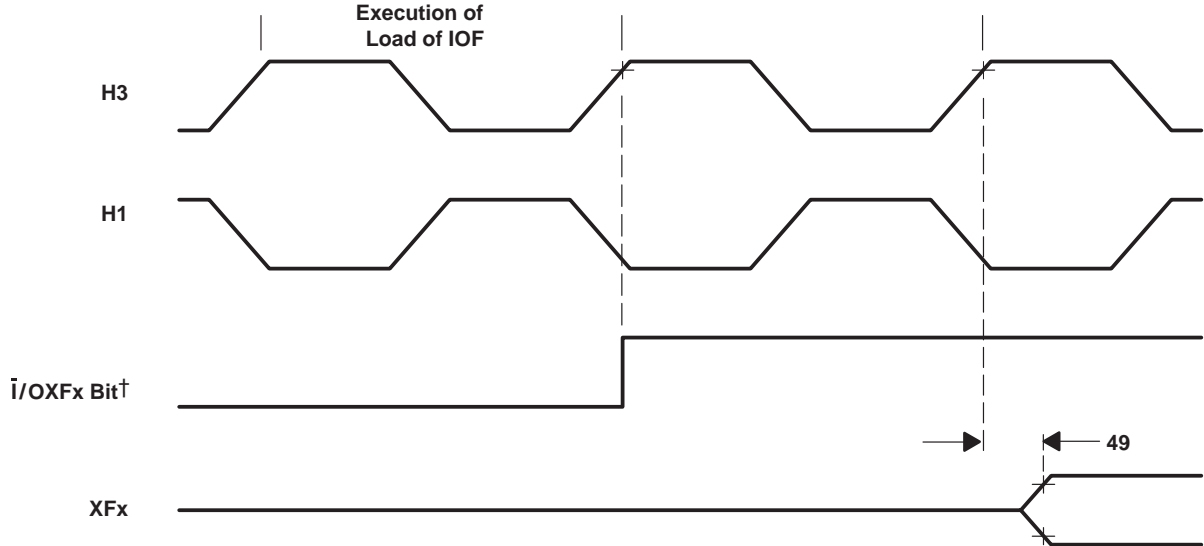 Execution of
Load of IOF
H3
H1
Ī/OXFx Bit†
49
XFx